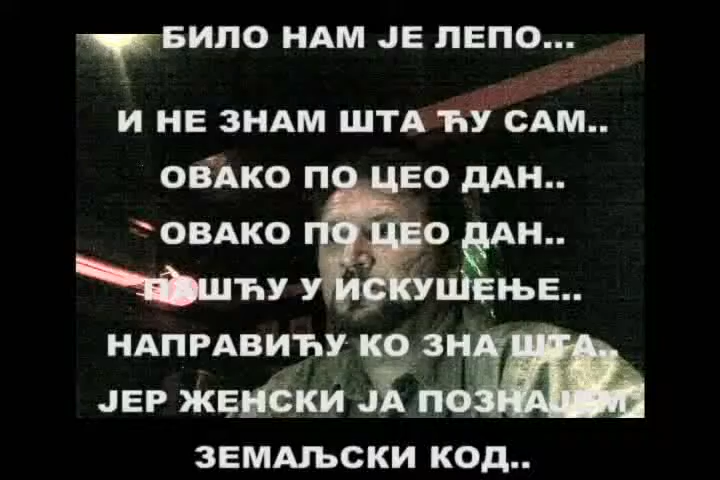 БИЛО НАМ ЈЕ ЛЕПО...
И НЕ ЗНАМ ШТА ЋУ САМ..
ОВАКО ПО ЦЕО ДАН..
ОВАКО ПО ЦЕО ДАН..
ПАШЋУ У ИСКУШЕЊЕ..
НАПРАВИЋУ КО ЗНА ШТА..
ЈЕР ЖЕНСКИ ЈА ПОЗНАЈЕМ
ЗЕМАЉСКИ КОД..